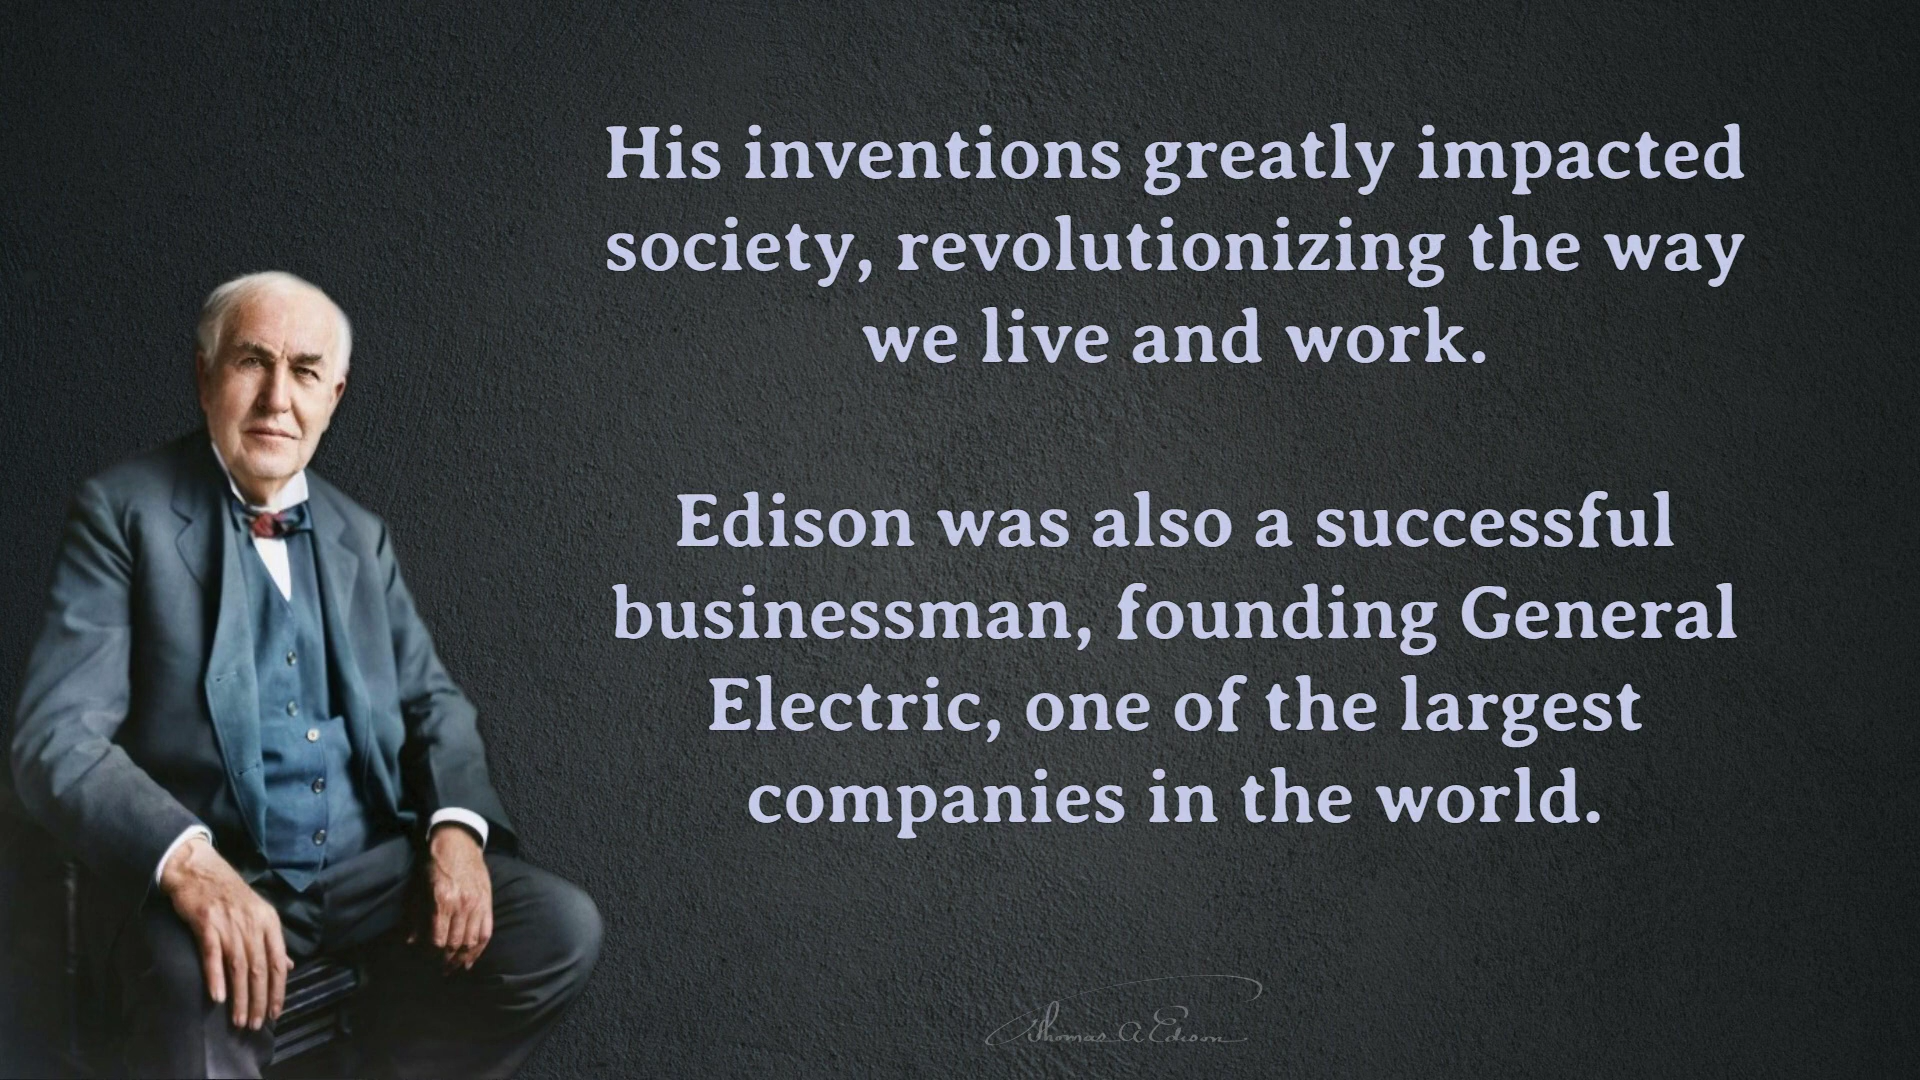 His inventions greatly impacted
society, revolutionizing the way
we live and work.
Edison was also a successful
businessman, founding General
Electric, one of the largest
companies in the world.
Thomas A Edison